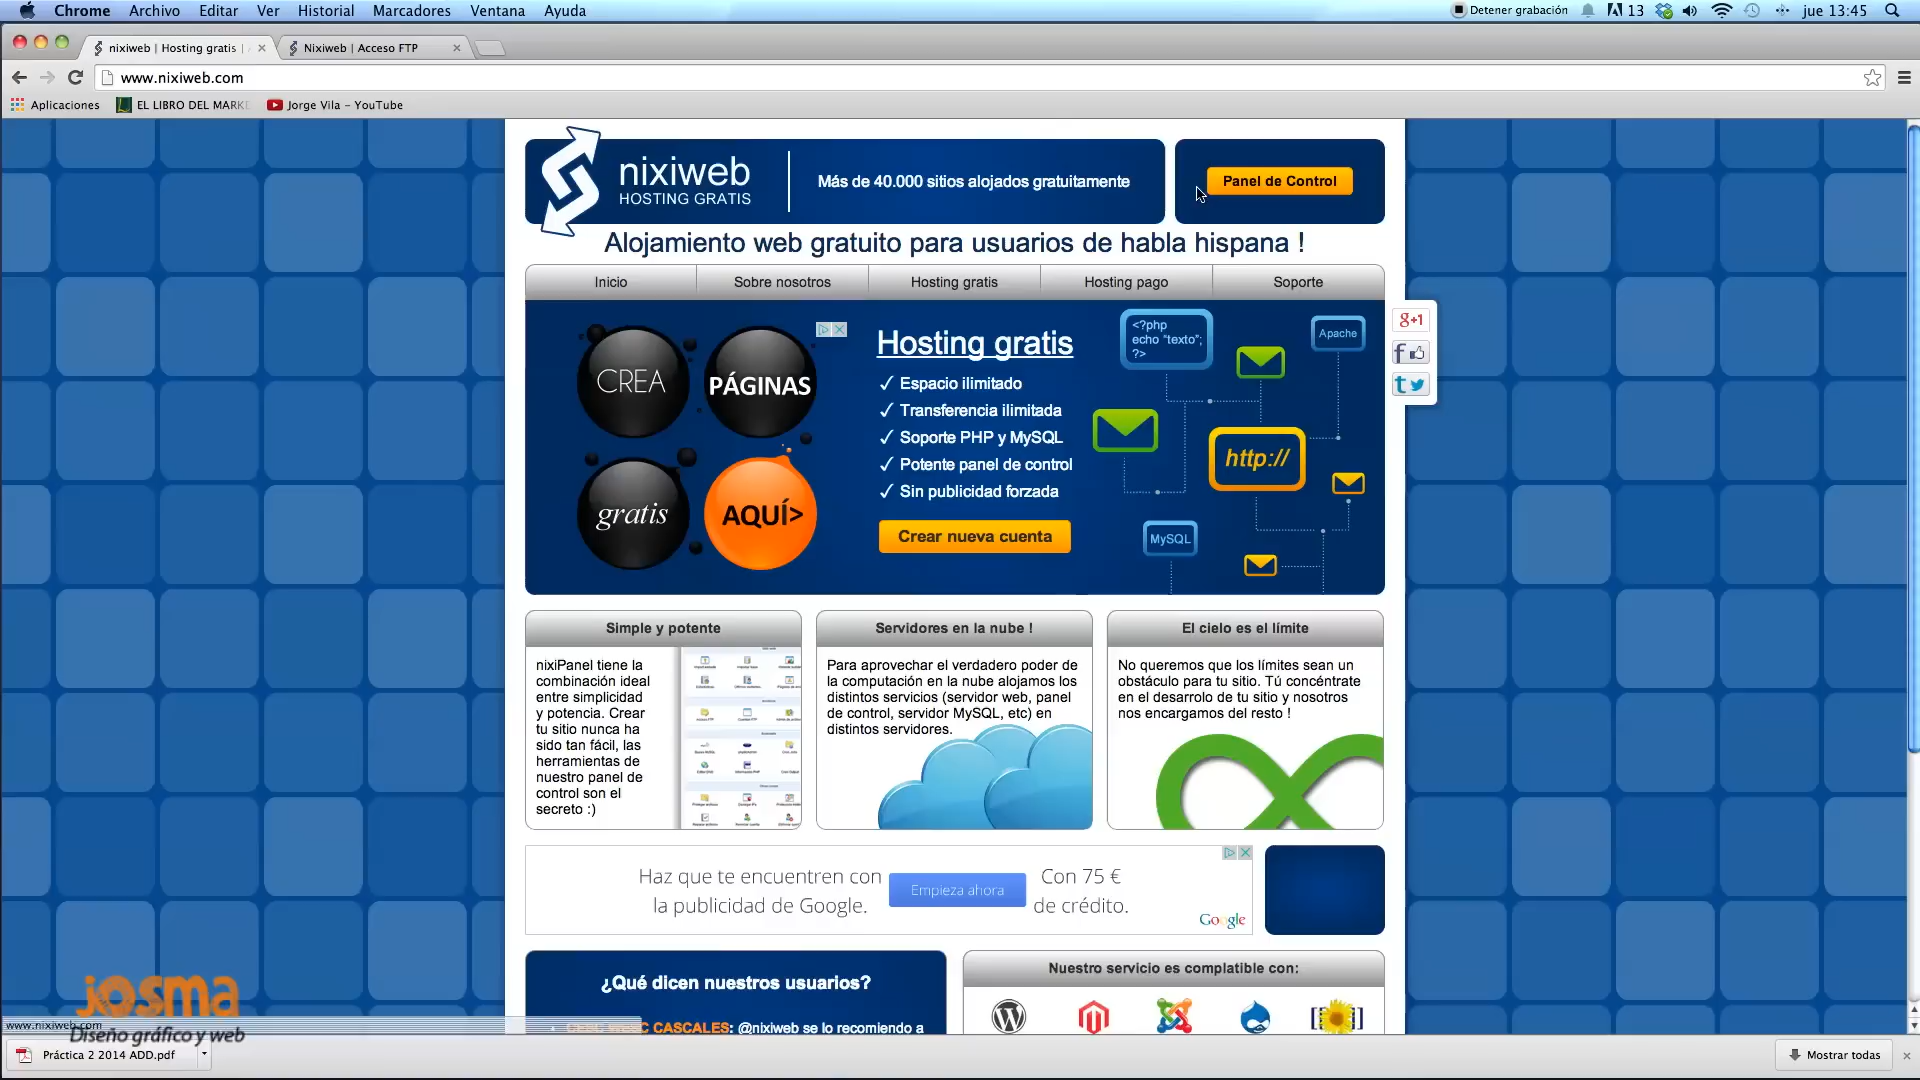 Chrome Archivo Editar Ver Historial Marcadores Ventana Ayuda
Detener grabación 13 jue 13:45
nixiweb | Hosting gratis | Nixiweb | Acceso FTP
www.nixiweb.com
Aplicaciones EL LIBRO DEL MARK Jorge Vila - YouTube
nixiweb
HOSTING GRATIS
Más de 40.000 sitios alojados gratuitamente
Panel de Control
Alojamiento web gratuito para usuarios de habla hispana !
Inicio Sobre nosotros Hosting gratis Hosting pago Soporte
CREA PÁGINAS
gratis AQUÍ>
Hosting gratis
✓ Espacio ilimitado
✓ Transferencia ilimitada
✓ Soporte PHP y MySQL
✓ Potente panel de control
✓ Sin publicidad forzada
Crear nueva cuenta
<?php
echo "texto";
?>
Apache
http://
MySQL
g+1
Simple y potente
nixiPanel tiene la
combinación ideal
entre simplicidad
y potencia. Crear
tu sitio nunca ha
sido tan fácil, las
herramientas de
nuestro panel de
control son el
secreto :)
Servidores en la nube !
Para aprovechar el verdadero poder de
la computación en la nube alojamos los
distintos servicios (servidor web, panel
de control, servidor MySQL, etc) en
distintos servidores.
El cielo es el límite
No queremos que los límites sean un
obstáculo para tu sitio. Tú concéntrate
en el desarrolo de tu sitio y nosotros
nos encargamos del resto !
Haz que te encuentren con
la publicidad de Google.
Empieza ahora
Con 75 €
de crédito.
Google
¿Qué dicen nuestros usuarios?
CASCALES: @nixiweb se lo recomiendo a
Nuestro servicio es complatible con:
josma
Diseño gráfico y web
www.nixiweb.com
Práctica 2 2014 ADD.pdf
Mostrar todas